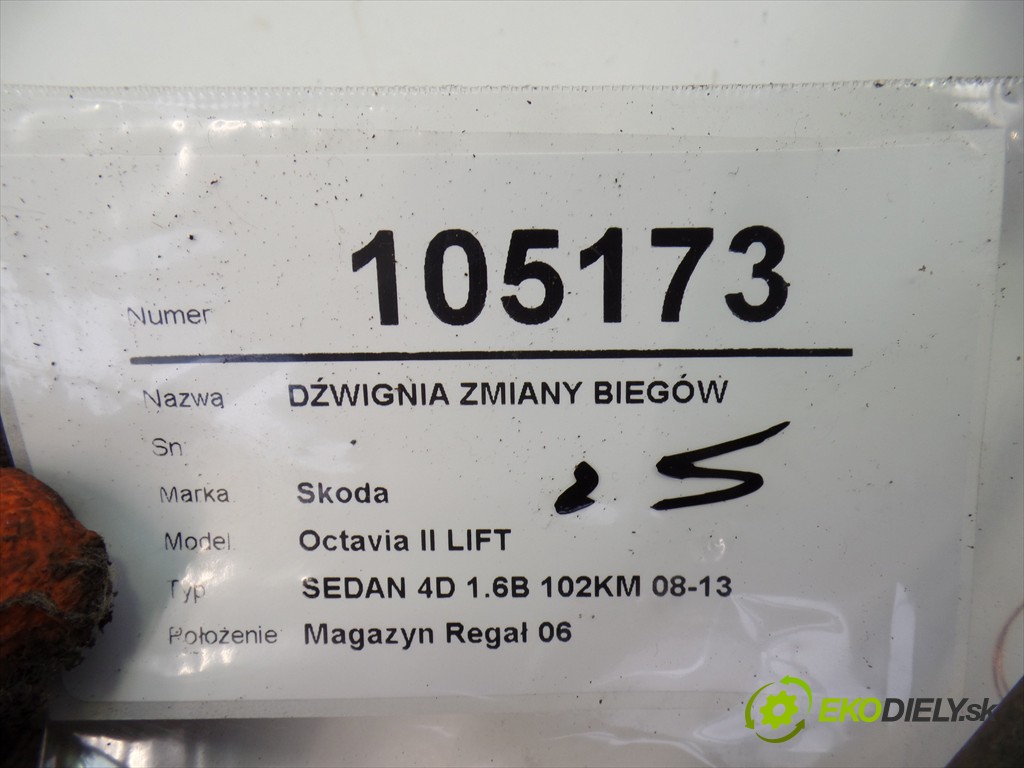 Numer 105173
Nazwa DŹWIGNIA ZMIANY BIEGÓW
Sn
Marka Skoda
Model Octavia II LIFT
Typ SEDAN 4D 1.6B 102KM 08-13
Położenie Magazyn Regał 06
EKODIELY.sk